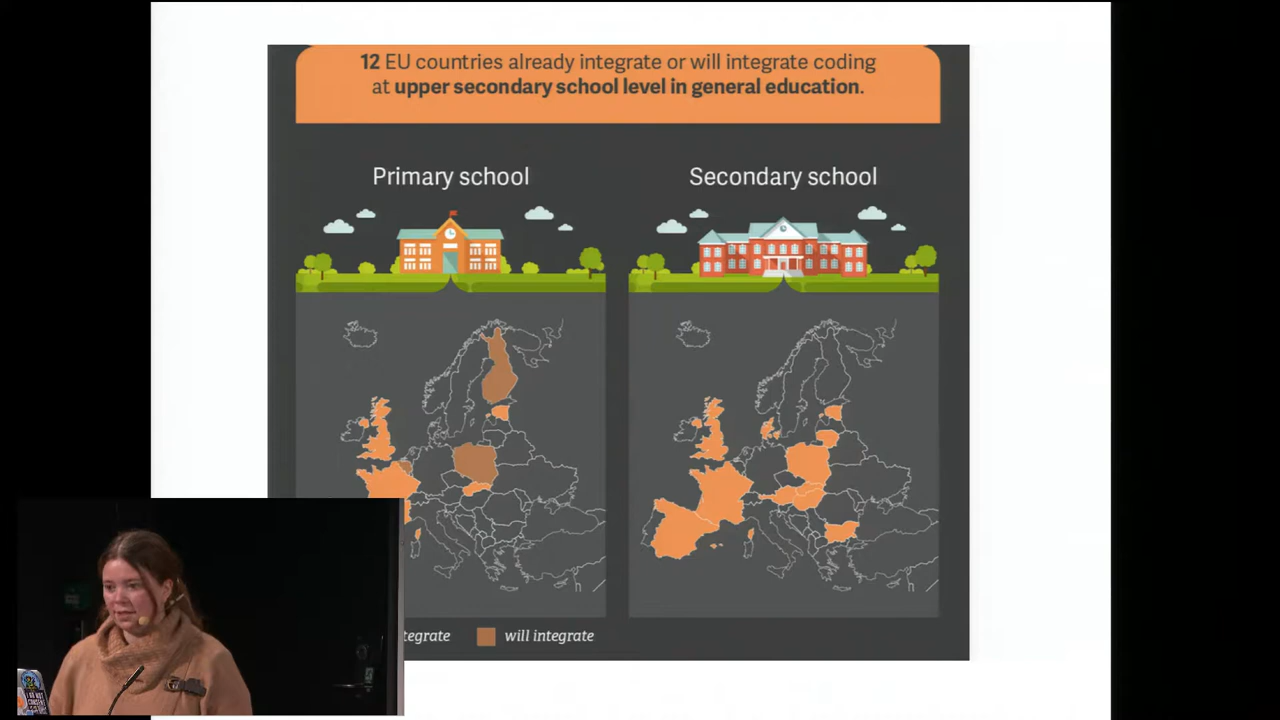 12 EU countries already integrate or will integrate coding
at upper secondary school level in general education.
Primary school
Secondary school
tegrate
will integrate